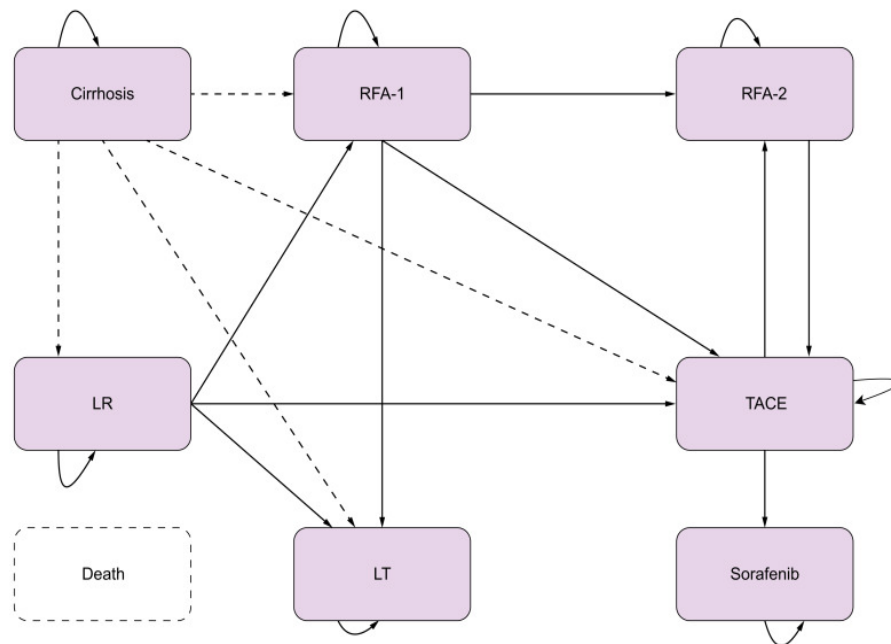 Cirrhosis
RFA-1
RFA-2
LR
TACE
Death
LT
Sorafenib